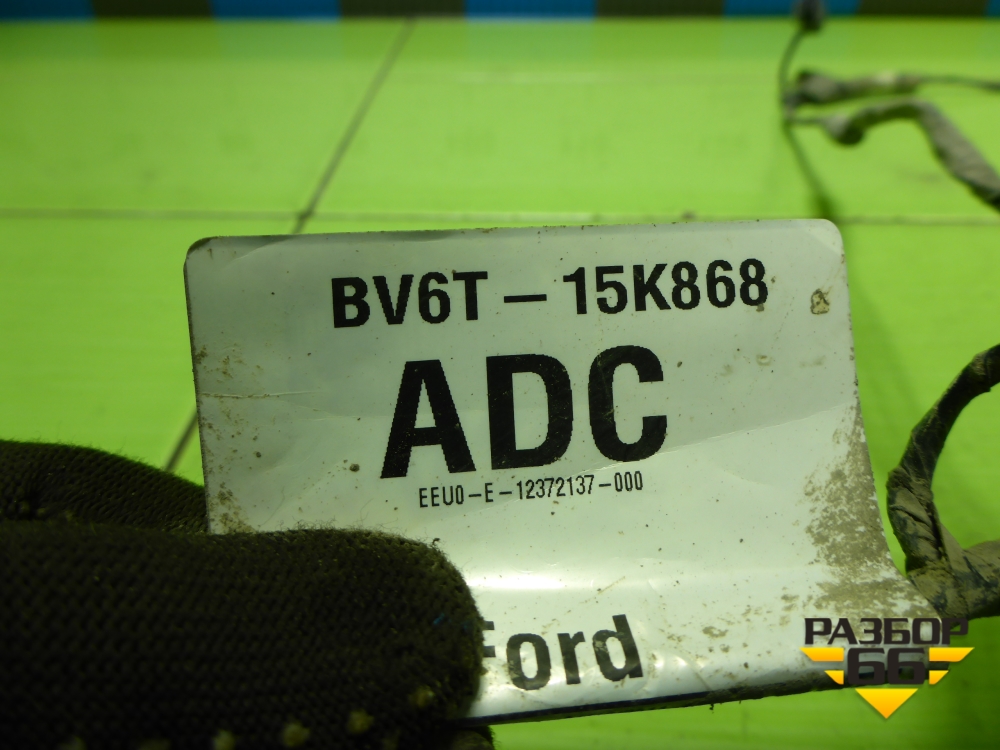 BV6T - 15K868
ADC
EEU0-E-12372137-000
Ford
РАЗБОР
66